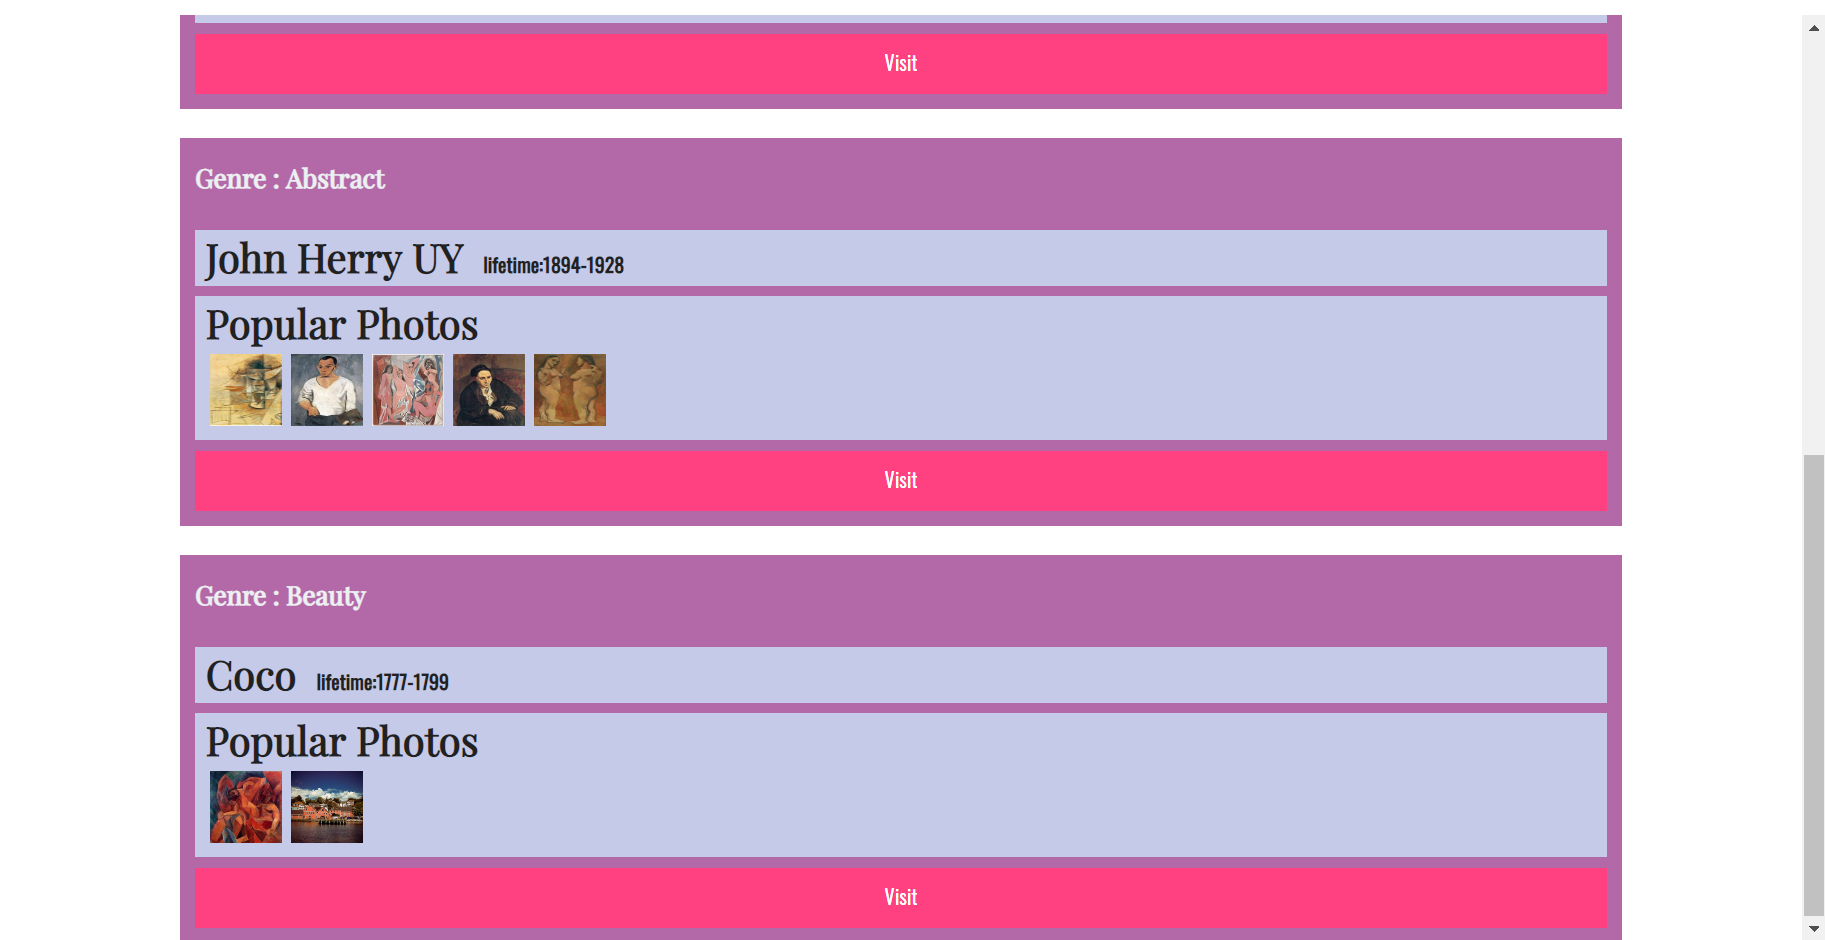 Visit
Genre : Abstract
John Herry UY lifetime:1894-1928
Popular Photos
Visit
Genre : Beauty
Coco lifetime:1777-1799
Popular Photos
Visit